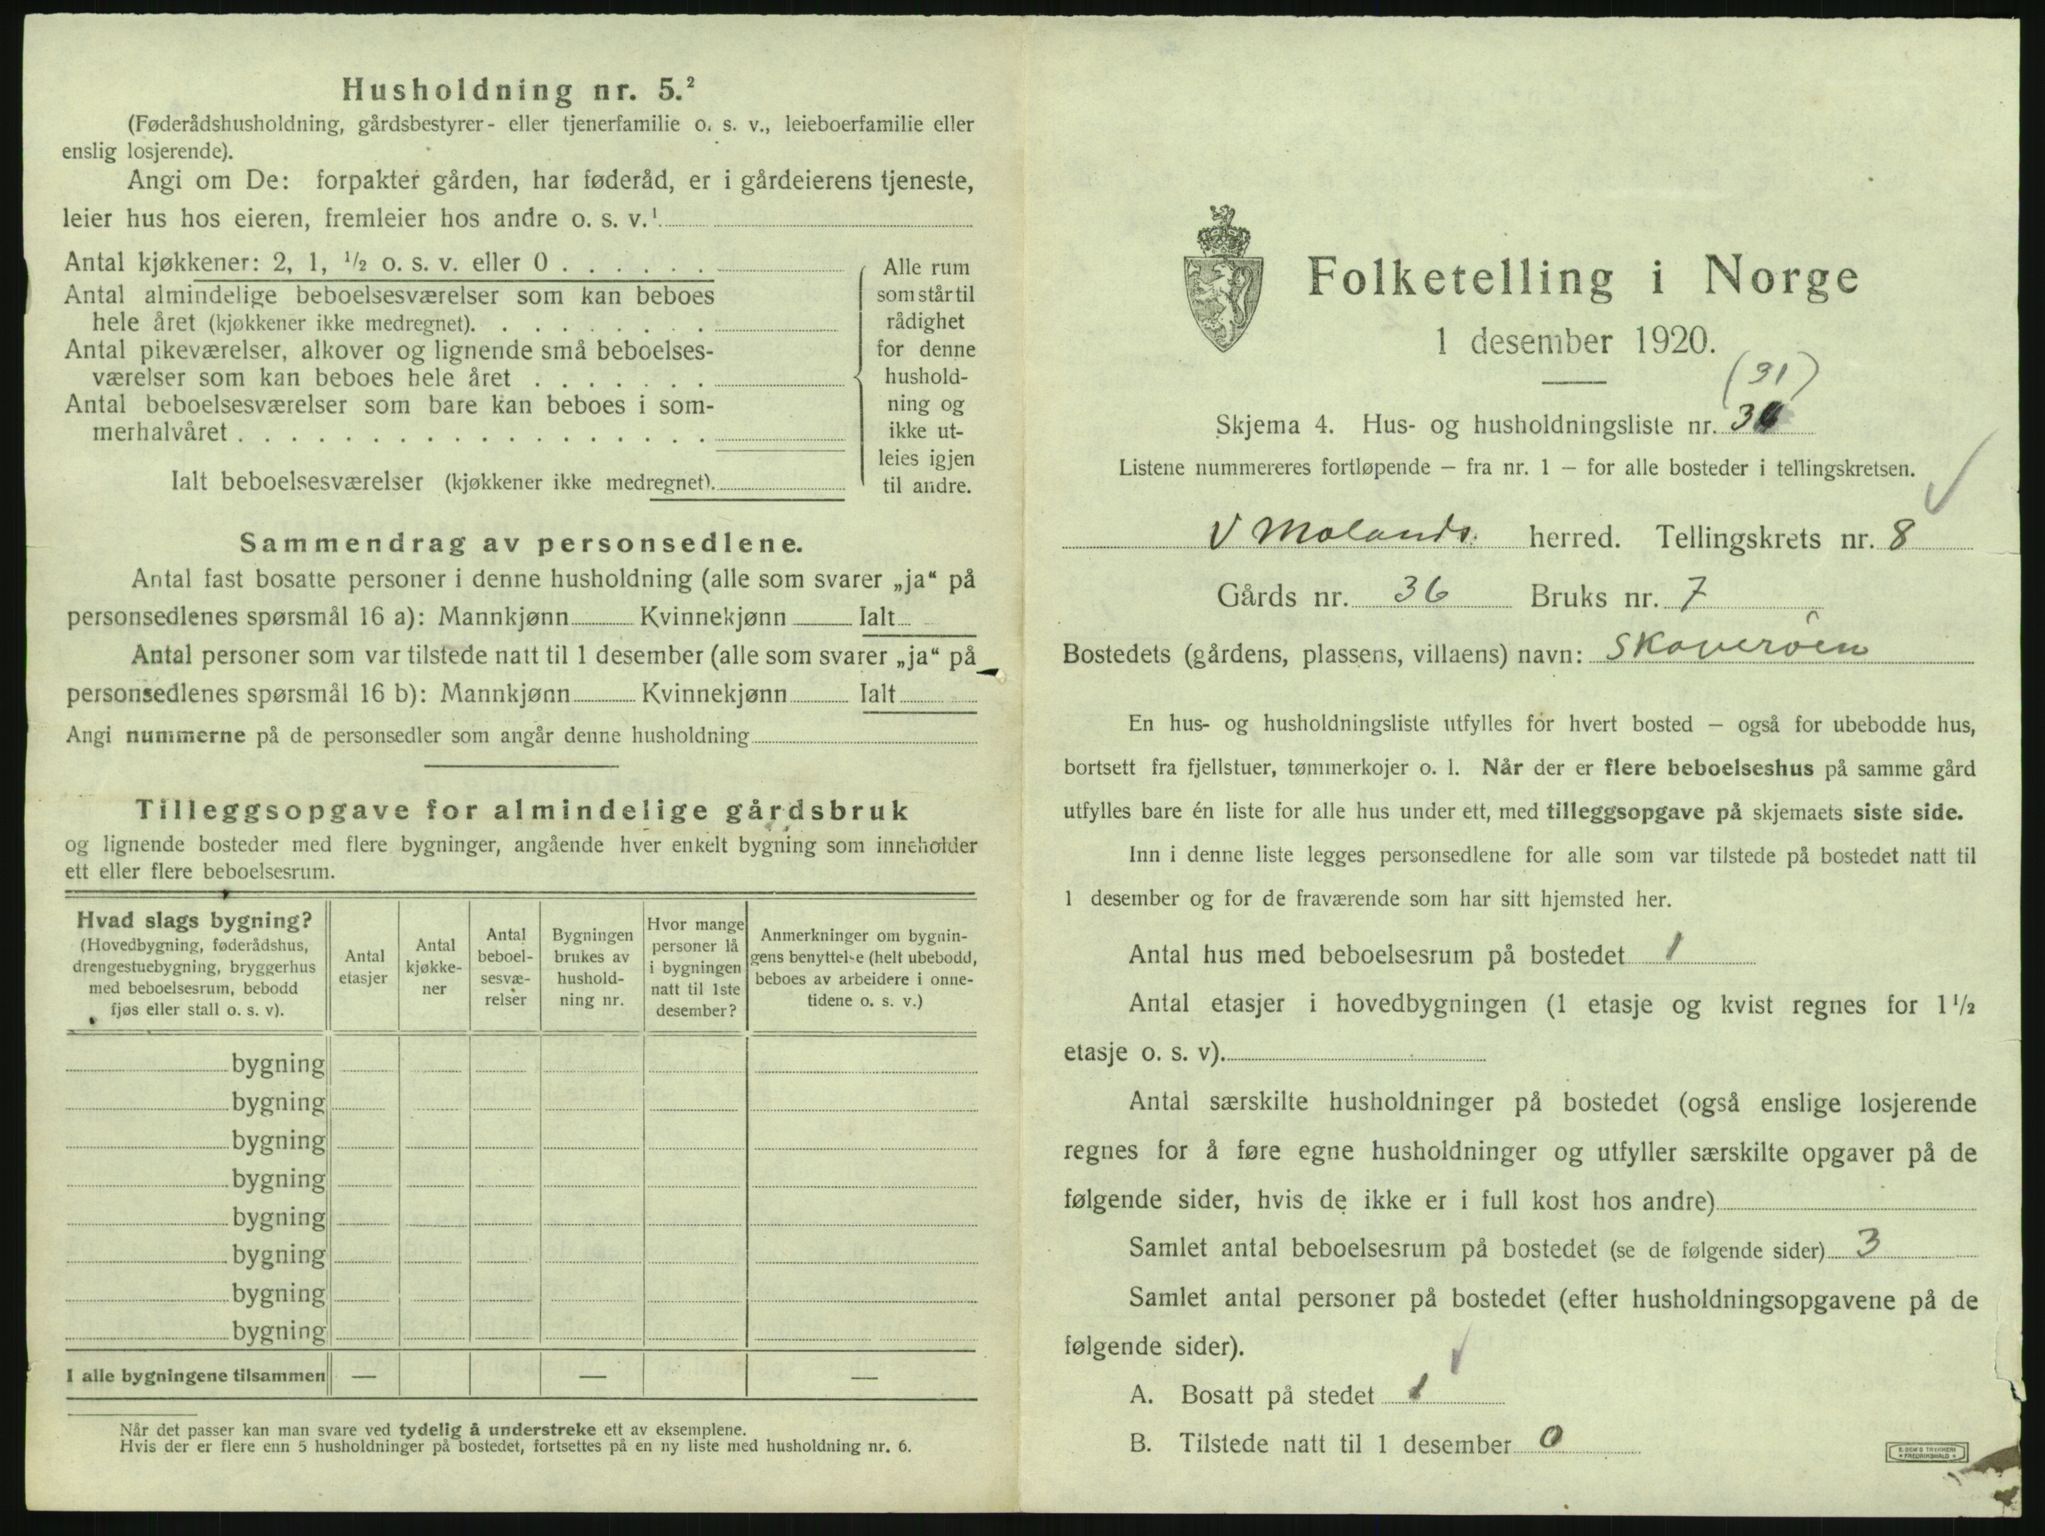 Husholdning nr. 5.²
(Føderådshusholdning, gårdsbestyrer- eller tjenerfamilie o. s. v., leieboerfamilie eller
enslig losjerende).
Angi om De: forpakter gården, har føderåd, er i gårdeierens tjeneste,
leier hus hos eieren, fremleier hos andre o. s. v.¹
Antal kjøkkener: 2, 1, ½ o. s. v. eller 0 . . . . . .
Antal almindelige beboelsesværelser som kan beboes
hele året (kjøkkener ikke medregnet). . . . . . . . .
Antal pikeværelser, alkover og lignende små beboelses-
værelser som kan beboes hele året . . . . . . .
Antal beboelsesværelser som bare kan beboes i som-
merhalvåret . . . . . . . . . . . . . . . . . .
Ialt beboelsesværelser (kjøkkener ikke medregnet).
Alle rum
som står til
rådighet
for denne
hushold-
ning og
ikke ut-
leies igjen
til andre.
Sammendrag av personsedlene.
Antal fast bosatte personer i denne husholdning (alle som svarer „ja“ på
personsedlenes spørsmål 16 a): Mannkjønn Kvinnekjønn Ialt
Antal personer som var tilstede natt til 1 desember (alle som svarer „ja“ på
personsedlenes spørsmål 16 b): Mannkjønn Kvinnekjønn Ialt
Angi nummerne på de personsedler som angår denne husholdning
Tilleggsopgave for almindelige gårdsbruk
og lignende bosteder med flere bygninger, angående hver enkelt bygning som inneholder
ett eller flere beboelsesrum.
Hvad slags bygning?
(Hovedbygning, føderådshus,
drengestuebygning, bryggerhus
med beboelsesrum, bebodd
fjøs eller stall o. s. v).
Antal
etasjer
Antal
kjøkke-
ner
Antal
beboel-
sesvæ-
relser
Bygningen
brukes av
hushold-
ning nr.
Hvor mange
personer lå
i bygningen
natt til 1ste
desember?
Anmerkninger om bygnin-
gens benyttelse (helt ubebodd,
beboes av arbeidere i onne-
tidene o. s. v.)
bygning
bygning
bygning
bygning
bygning
bygning
bygning
bygning
I alle bygningene tilsammen — — —
Når det passer kan man svare ved tydelig å understreke ett av eksemplene.
Hvis der er flere enn 5 husholdninger på bostedet, fortsettes på en ny liste med husholdning nr. 6.
Folketelling i Norge
1 desember 1920.
(31)
Skjema 4. Hus- og husholdningsliste nr.
Listene nummereres fortløpende – fra nr. 1 – for alle bosteder i tellingskretsen.
V Molands herred. Tellingskrets nr. 8
Gårds nr. 36 Bruks nr. 7
Bostedets (gårdens, plassens, villaens) navn: Skoverøen
En hus- og husholdningsliste utfylles for hvert bosted – også for ubebodde hus,
bortsett fra fjellstuer, tømmerkojer o. l. Når der er flere beboelseshus på samme gård
utfylles bare én liste for alle hus under ett, med tilleggsopgave på skjemaets siste side.
Inn i denne liste legges personsedlene for alle som var tilstede på bostedet natt til
1 desember og for de fraværende som har sitt hjemsted her.
Antal hus med beboelsesrum på bostedet 1
Antal etasjer i hovedbygningen (1 etasje og kvist regnes for 1½
etasje o. s. v).
Antal særskilte husholdninger på bostedet (også enslige losjerende
regnes for å føre egne husholdninger og utfyller særskilte opgaver på de
følgende sider, hvis de ikke er i full kost hos andre)
Samlet antal beboelsesrum på bostedet (se de følgende sider) 3
Samlet antal personer på bostedet (efter husholdningsopgavene på de
følgende sider).
A. Bosatt på stedet 1
B. Tilstede natt til 1 desember 0